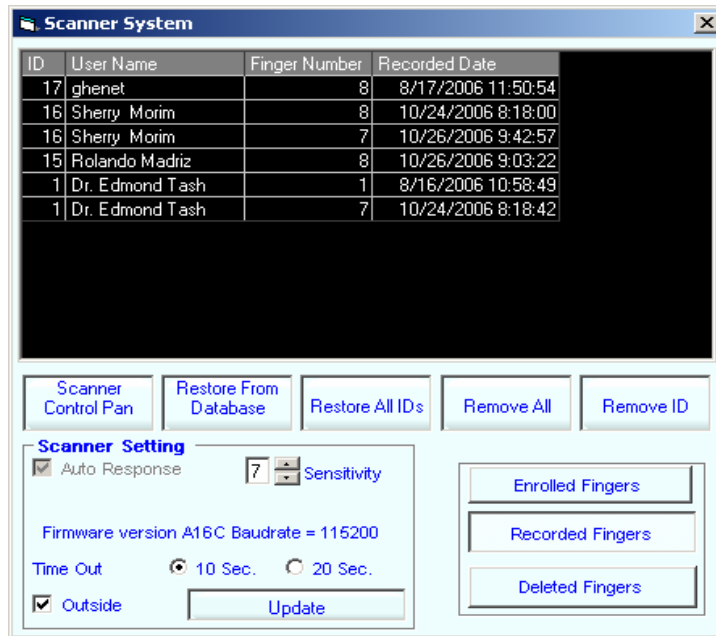 Scanner System
ID User Name Finger Number Recorded Date
17 ghenet 8 8/17/2006 11:50:54
16 Sherry Morim 8 10/24/2006 8:18:00
16 Sherry Morim 7 10/26/2006 9:42:57
15 Rolando Madriz 8 10/26/2006 9:03:22
1 Dr. Edmond Tash 1 8/16/2006 10:58:49
1 Dr. Edmond Tash 7 10/24/2006 8:18:42
Scanner
Control Pan
Restore From
Database
Restore All IDs
Remove All
Remove ID
Scanner Setting
Auto Response 7 Sensitivity
Firmware version A16C Baudrate = 115200
Time Out 10 Sec. 20 Sec.
Outside Update
Enrolled Fingers
Recorded Fingers
Deleted Fingers